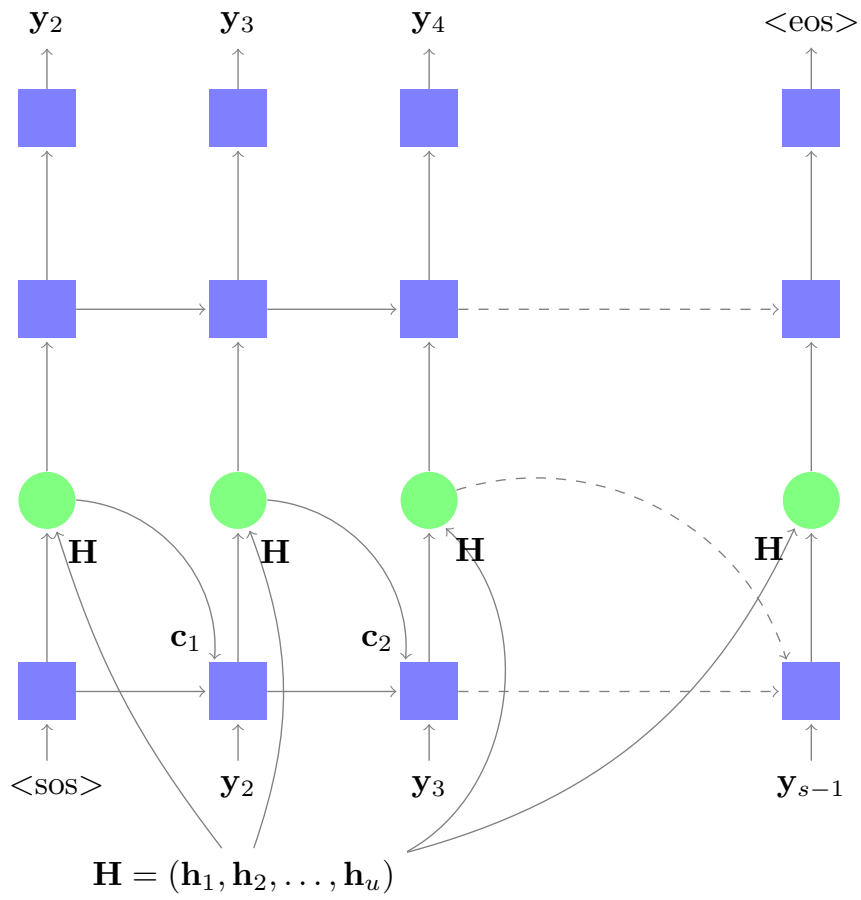 y₂ y₃ y₄ <eos>
H H H H
c₁ c₂
<sos> y₂ y₃ yₛ₋₁
H = (h₁, h₂, . . . , hᵤ)